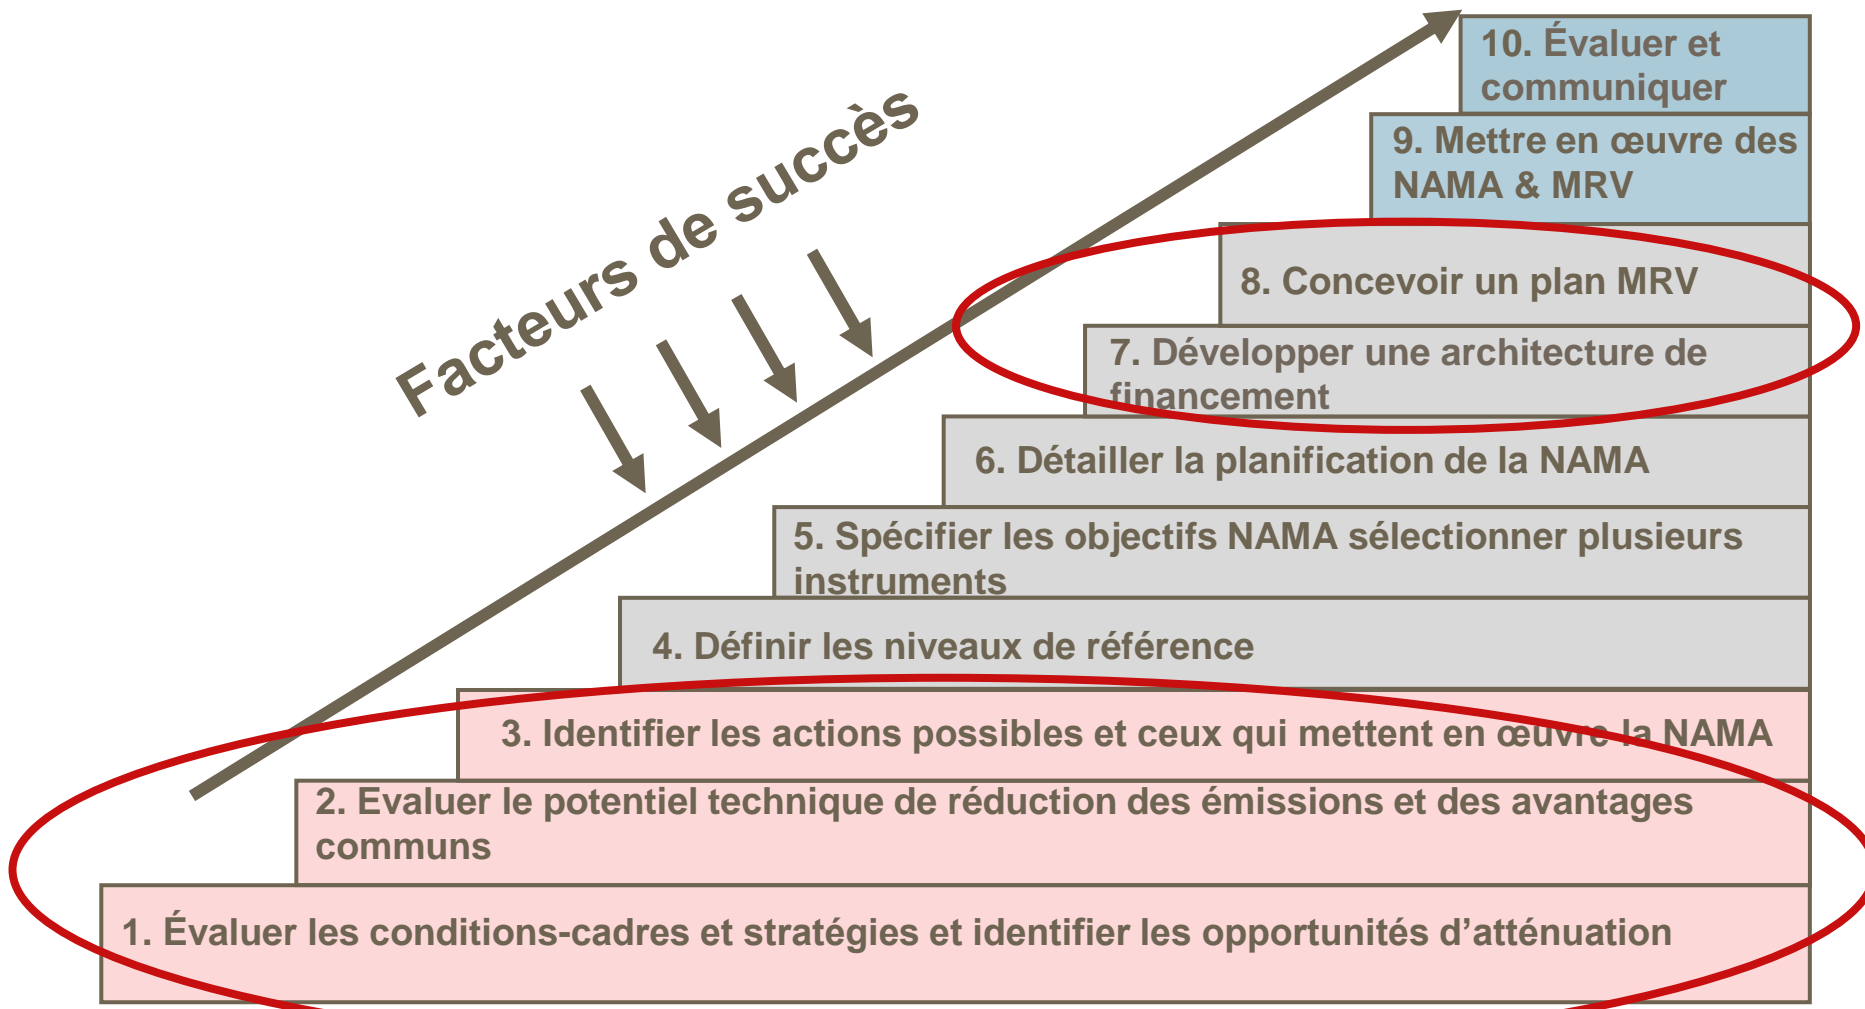 Facteurs de succès
10. Évaluer et
communiquer
9. Mettre en œuvre des
NAMA & MRV
8. Concevoir un plan MRV
7. Développer une architecture de
financement
6. Détailler la planification de la NAMA
5. Spécifier les objectifs NAMA sélectionner plusieurs
instruments
4. Définir les niveaux de référence
3. Identifier les actions possibles et ceux qui mettent en œuvre la NAMA
2. Evaluer le potentiel technique de réduction des émissions et des avantages
communs
1. Évaluer les conditions-cadres et stratégies et identifier les opportunités d’atténuation